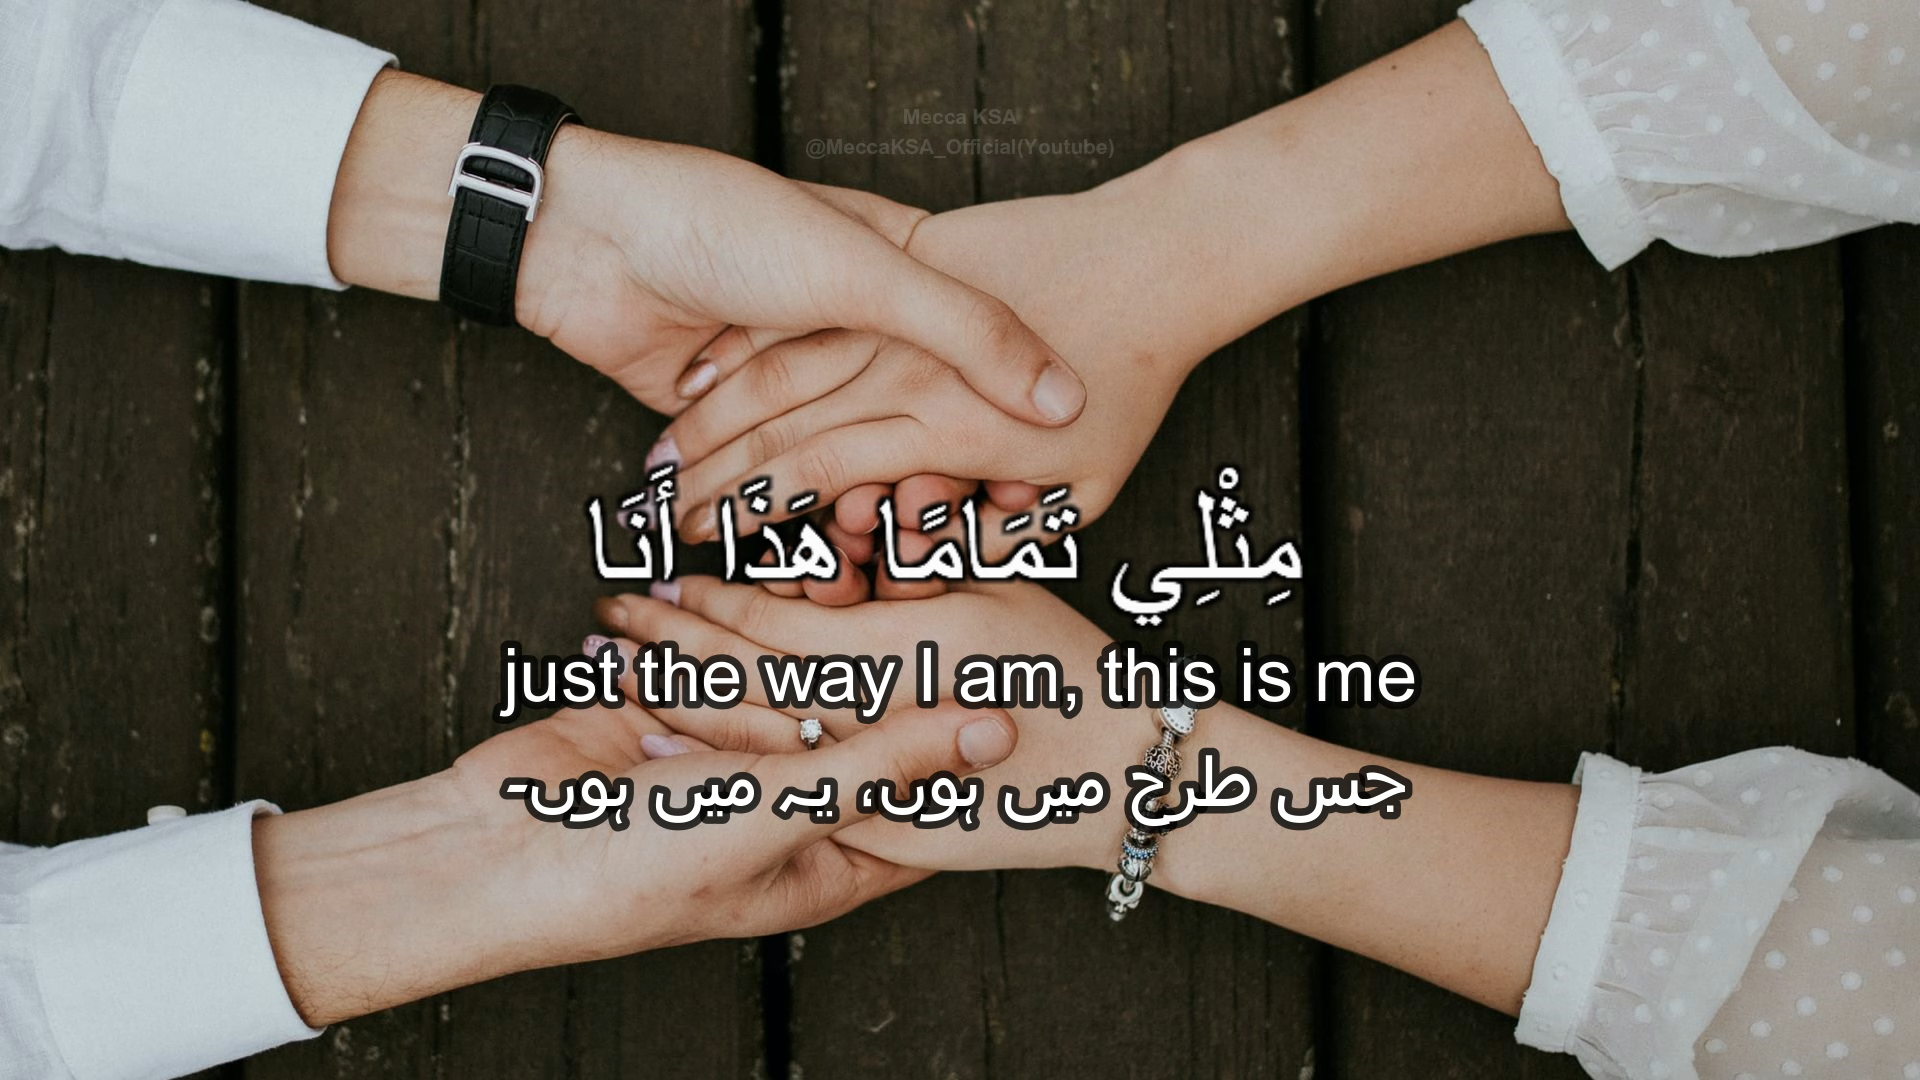 Mecca KSA
@MeccaKSA_Official(Youtube)
مِثْلِي تَمَامًا هَذَا أَنَا
just the way I am, this is me
جس طرح میں ہوں، یہ میں ہوں-